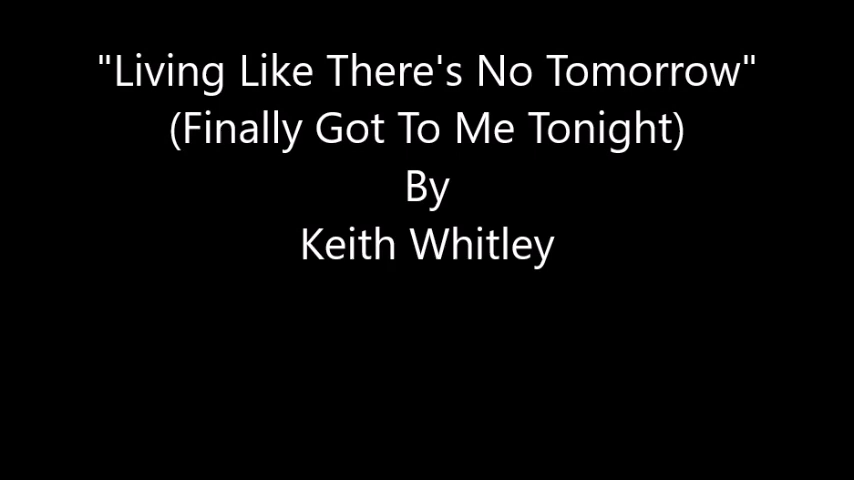 "Living Like There's No Tomorrow"
(Finally Got To Me Tonight)
By
Keith Whitley